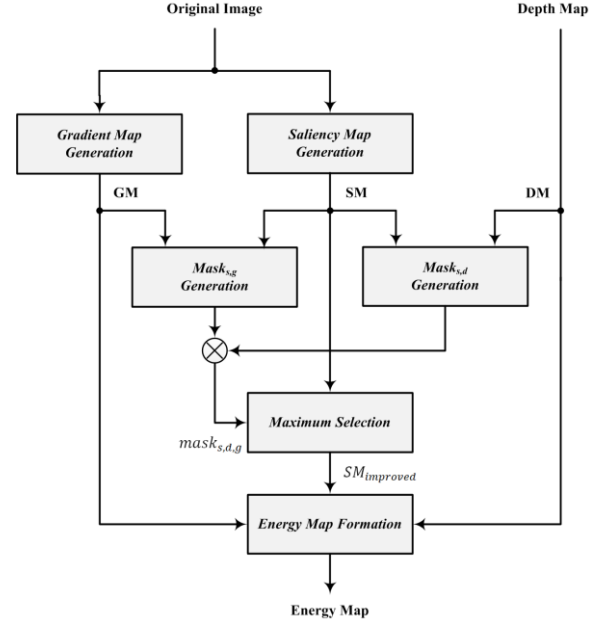 Original Image
Depth Map
Gradient Map
Generation
Saliency Map
Generation
GM
SM
DM
Mask_{s,g}
Generation
Mask_{s,d}
Generation
Maximum Selection
mask_{s,d,g}
SM_{improved}
Energy Map Formation
Energy Map